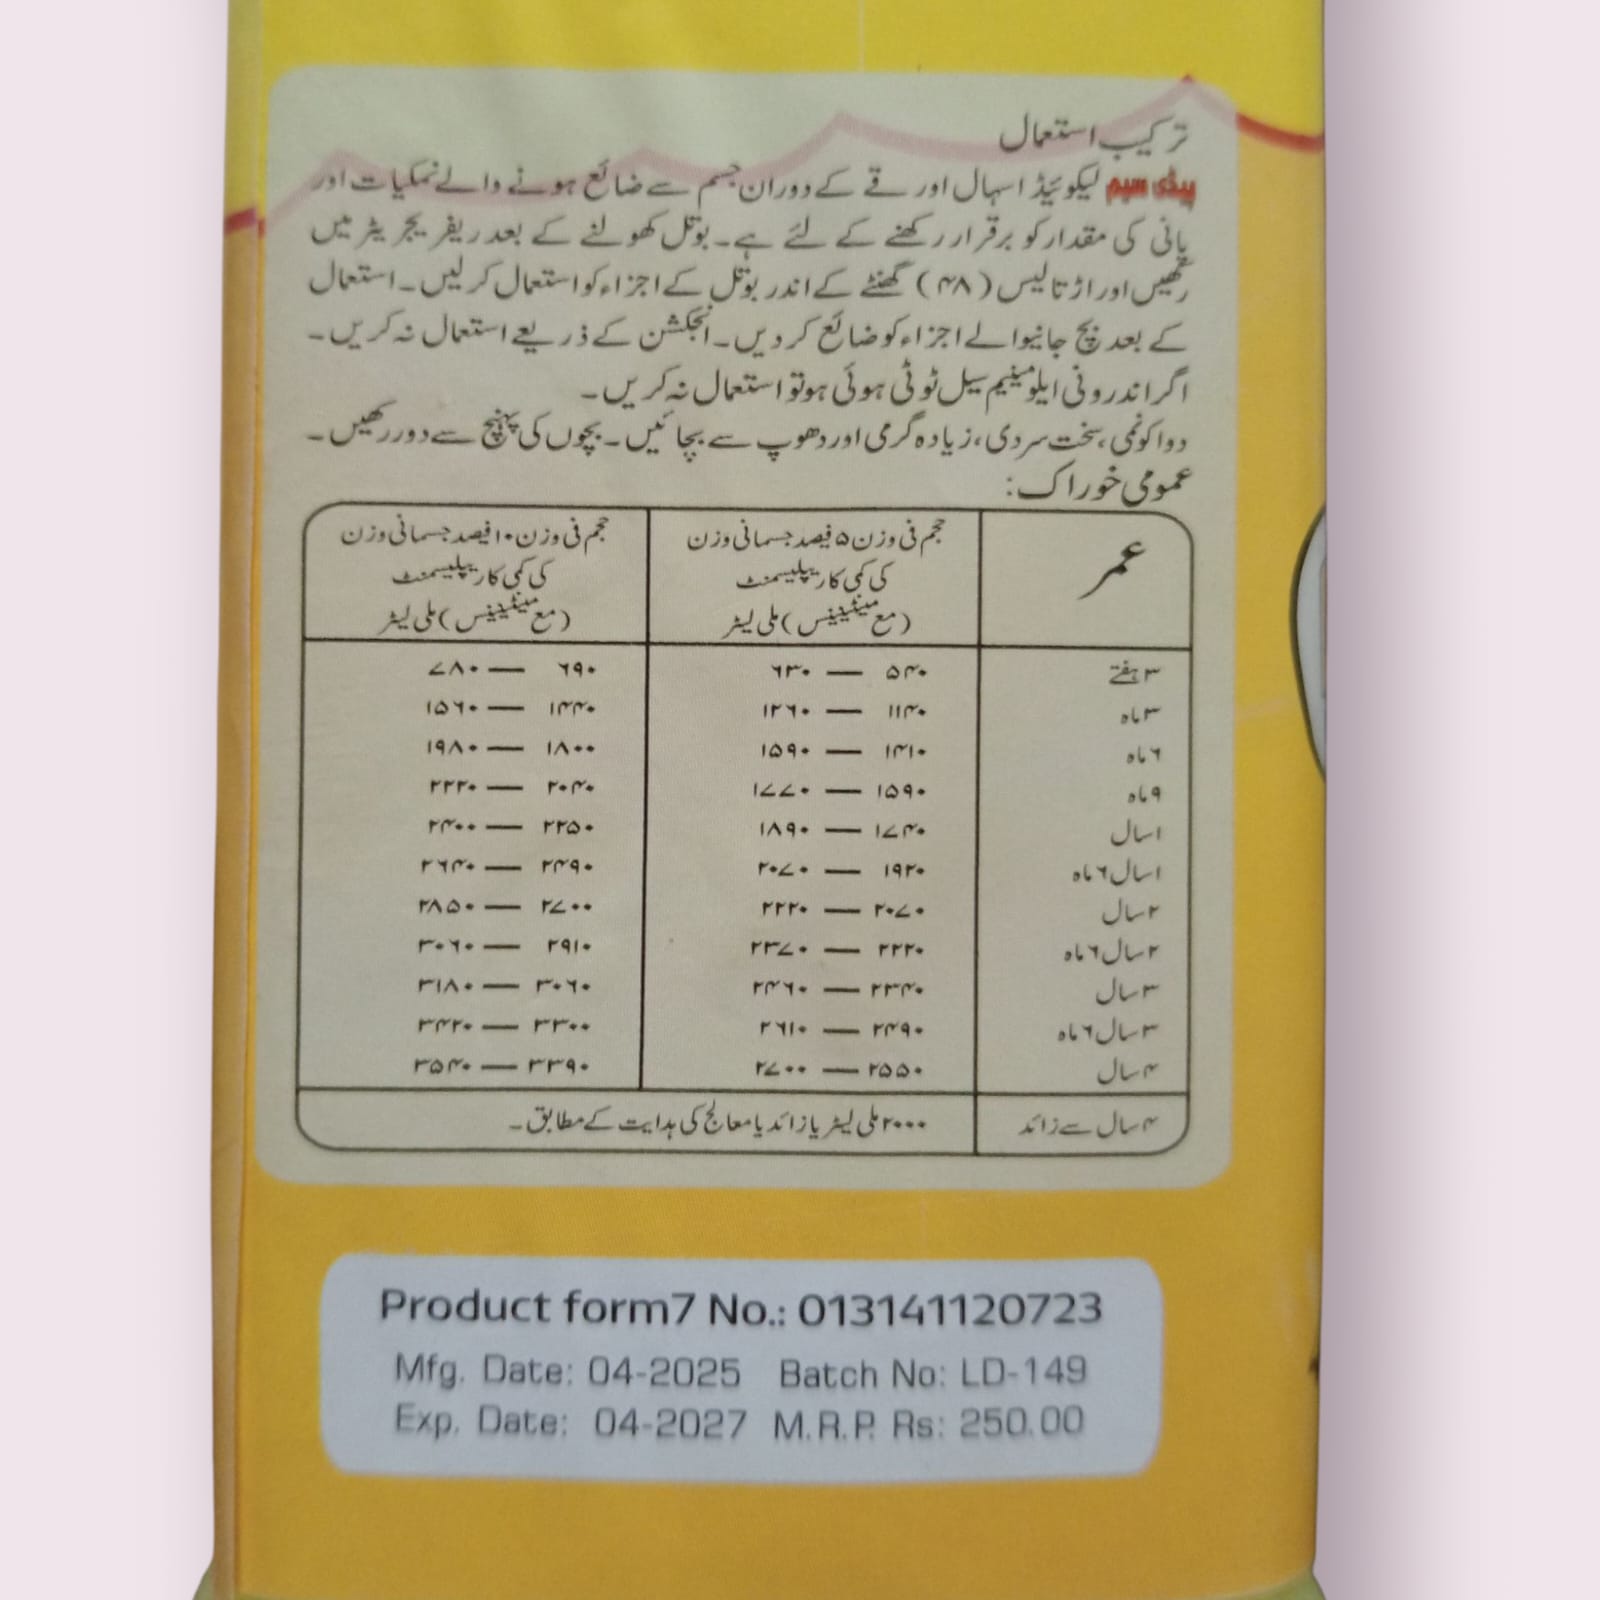 ترکیب استعمال
پیڈی سیم لیکوئیڈ اسہال اور قے کے دوران جسم سے ضائع ہونے والے نمکیات اور
پانی کی مقدار کو برقرار رکھنے کے لئے ہے۔ بوتل کھولنے کے بعد ریفریجریٹر میں
رکھیں اور اڑتالیس (۴۸) گھنٹے کے اندر بوتل کے اجزاء کو استعمال کر لیں۔ استعمال
کے بعد بچ جانیوالے اجزاء کو ضائع کر دیں۔ انجکشن کے ذریعے استعمال نہ کریں۔
اگر اندرونی ایلومینیم سیل ٹوٹی ہوئی ہو تو استعمال نہ کریں۔
دوا کو نمی، سخت سردی، زیادہ گرمی اور دھوپ سے بچائیں۔ بچوں کی پہنچ سے دور رکھیں۔
عمومی خوراک:
عمر
حجم فی وزن ۵ فیصد جسمانی وزن
کی کمی کا ریپلیسمنٹ
(مع مینٹیننس) ملی لیٹر
حجم فی وزن ۱۰ فیصد جسمانی وزن
کی کمی کا ریپلیسمنٹ
(مع مینٹیننس) ملی لیٹر
۳ ہفتے ۵۴۰ — ۶۳۰ ۶۹۰ — ۷۸۰
۳ ماہ ۱۱۴۰ — ۱۲۶۰ ۱۴۴۰ — ۱۵۶۰
۶ ماہ ۱۴۱۰ — ۱۵۹۰ ۱۸۰۰ — ۱۹۸۰
۹ ماہ ۱۵۹۰ — ۱۷۷۰ ۲۰۴۰ — ۲۲۲۰
۱ سال ۱۷۴۰ — ۱۸۹۰ ۲۲۵۰ — ۲۴۰۰
۱ سال ۶ ماہ ۱۹۲۰ — ۲۰۷۰ ۲۴۹۰ — ۲۶۴۰
۲ سال ۲۰۷۰ — ۲۲۲۰ ۲۷۰۰ — ۲۸۵۰
۲ سال ۶ ماہ ۲۲۲۰ — ۲۳۷۰ ۲۹۱۰ — ۳۰۶۰
۳ سال ۲۳۴۰ — ۲۴۶۰ ۳۰۶۰ — ۳۱۸۰
۳ سال ۶ ماہ ۲۴۹۰ — ۲۶۱۰ ۳۳۰۰ — ۳۴۲۰
۴ سال ۲۵۵۰ — ۲۷۰۰ ۳۳۹۰ — ۳۵۴۰
۴ سال سے زائد ۲۰۰۰ ملی لیٹر یا زائد یا معالج کی ہدایت کے مطابق۔
Product form7 No.: 013141120723
Mfg. Date: 04-2025 Batch No: LD-149
Exp. Date: 04-2027 M.R.P. Rs: 250.00